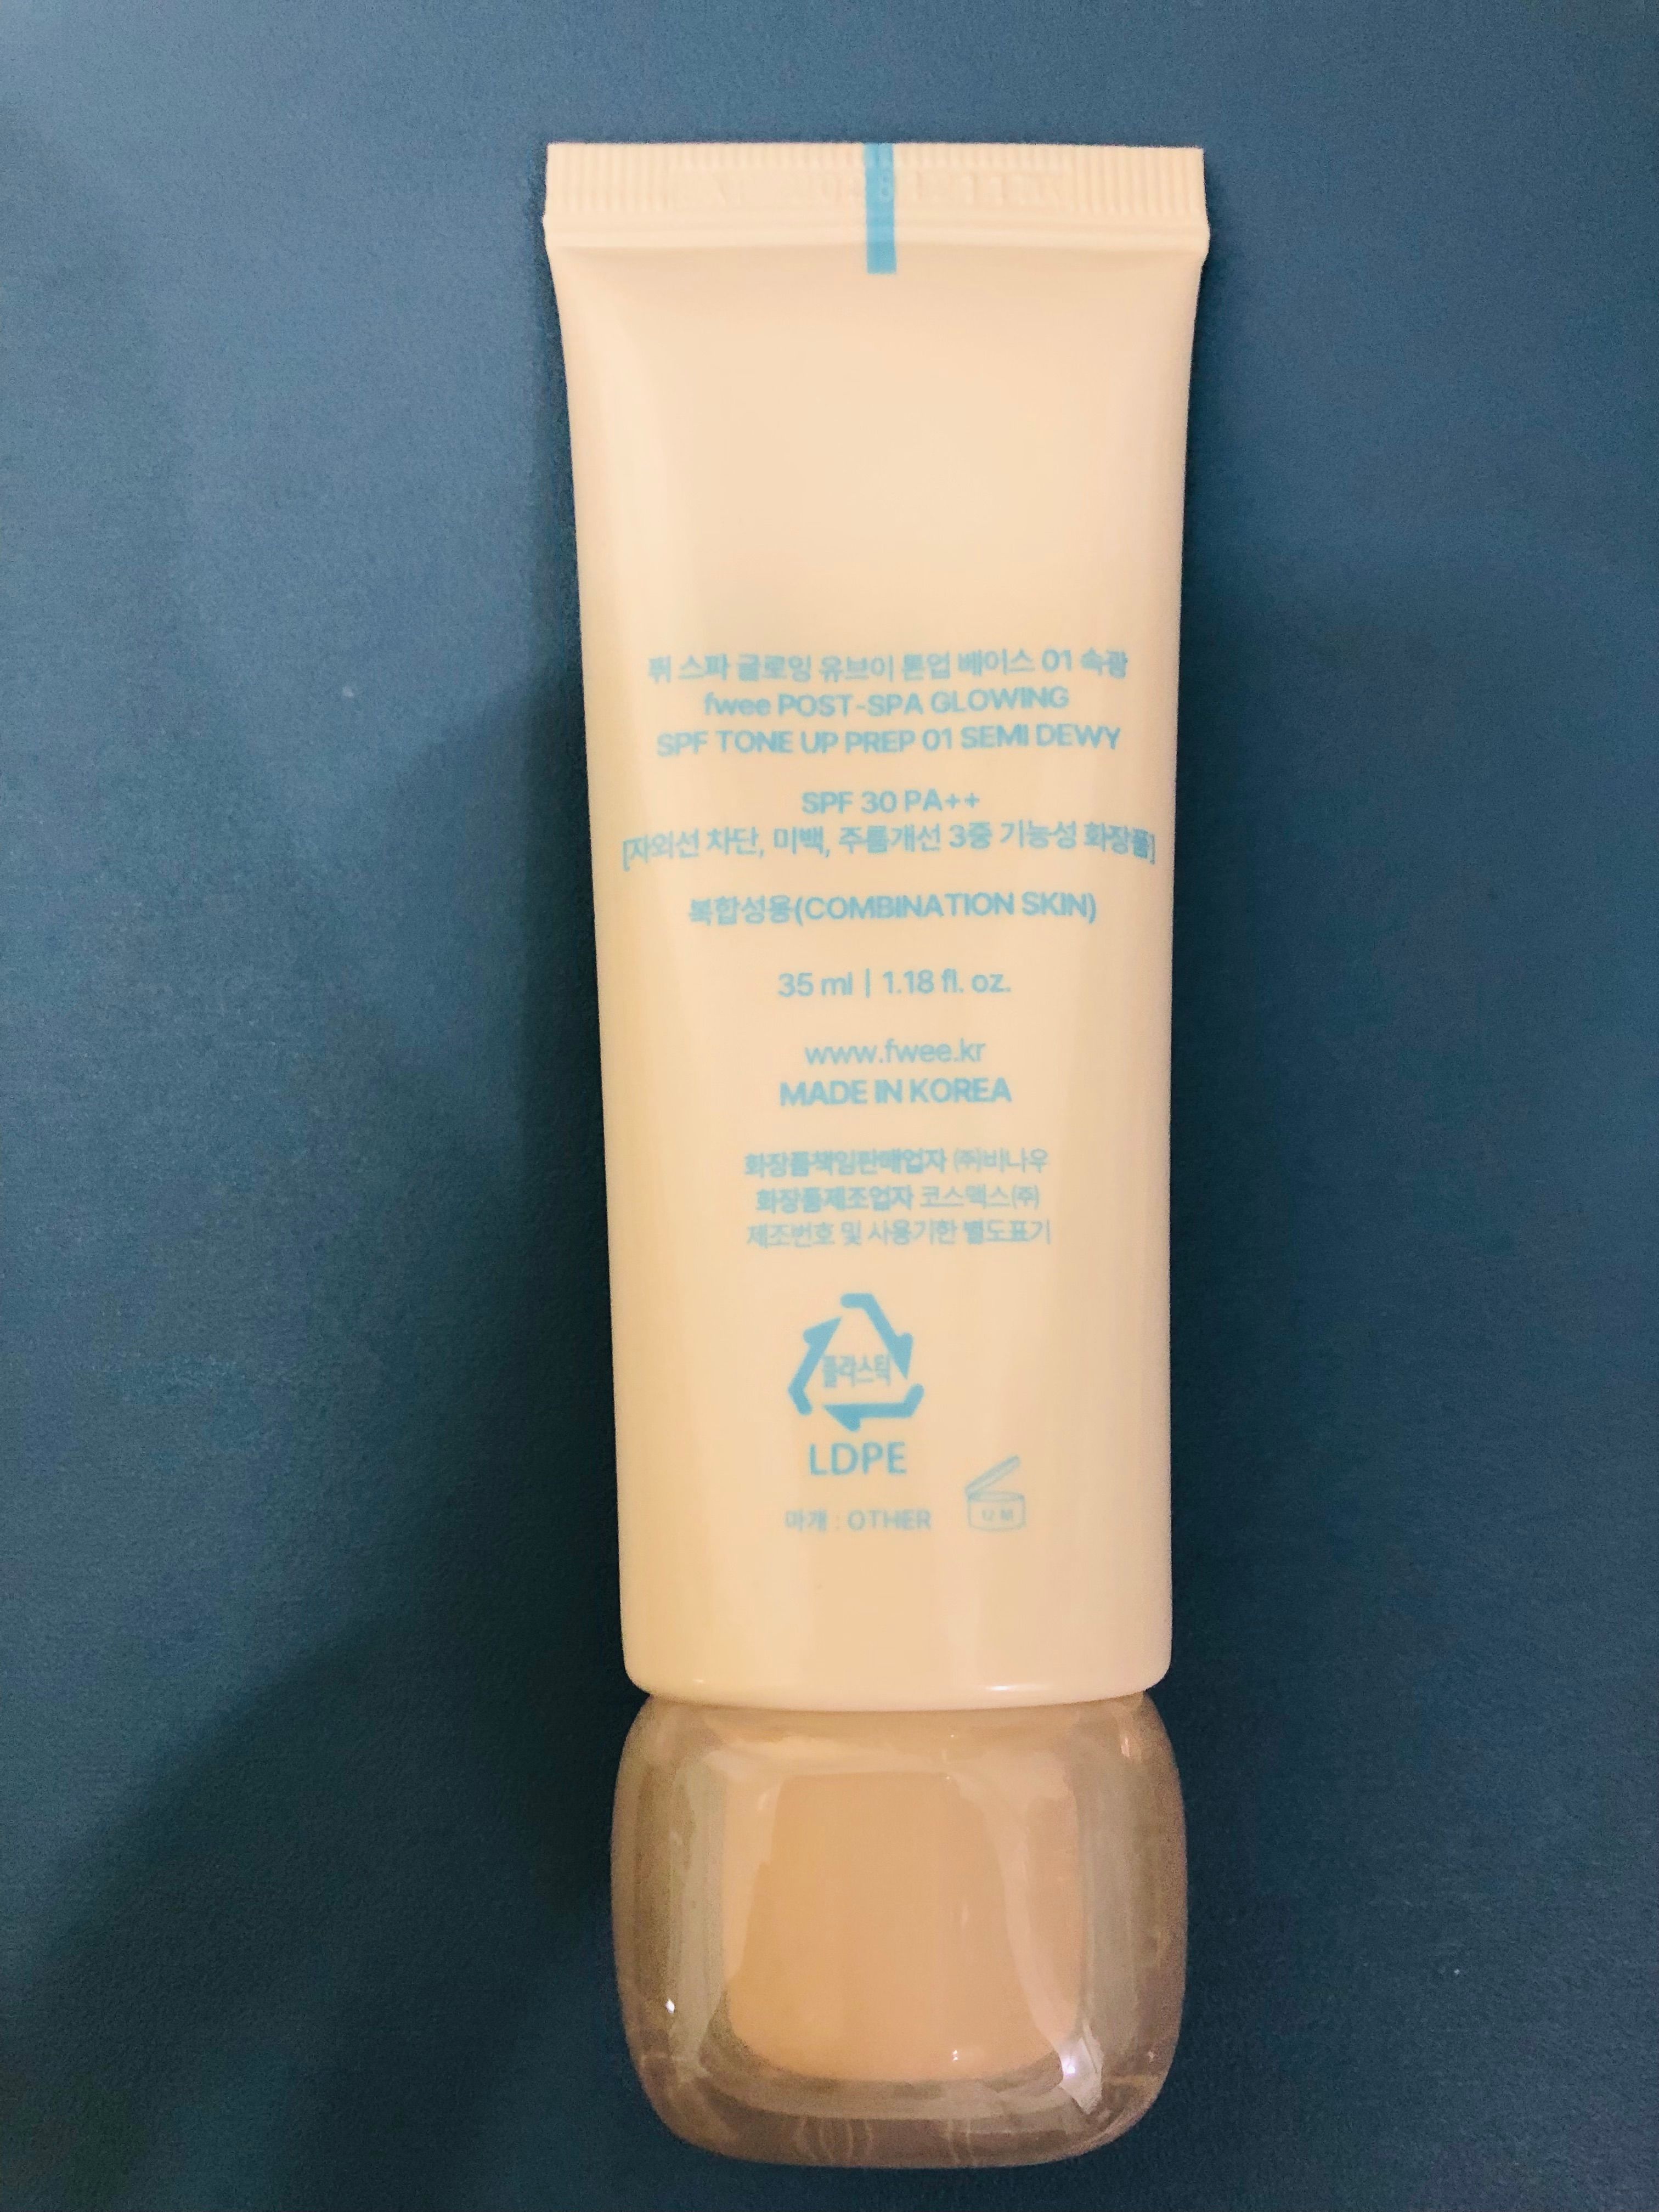 퓌 스파 글로잉 유브이 톤업 베이스 01 속광
fwee POST-SPA GLOWING
SPF TONE UP PREP 01 SEMI DEWY
SPF 30 PA++
[자외선 차단, 미백, 주름개선 3중 기능성 화장품]
복합성용(COMBINATION SKIN)
35 ml | 1.18 fl. oz.
www.fwee.kr
MADE IN KOREA
화장품책임판매업자 ㈜비나우
화장품제조업자 코스맥스㈜
제조번호 및 사용기한 별도표기
플라스틱
LDPE
마개 : OTHER
12 M